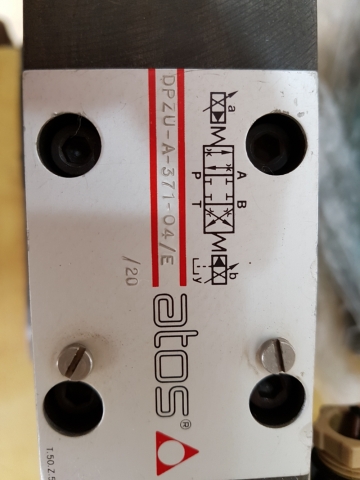 DPZU-A-371-04/E
/20
atos®
a
A B
P T
b
Y